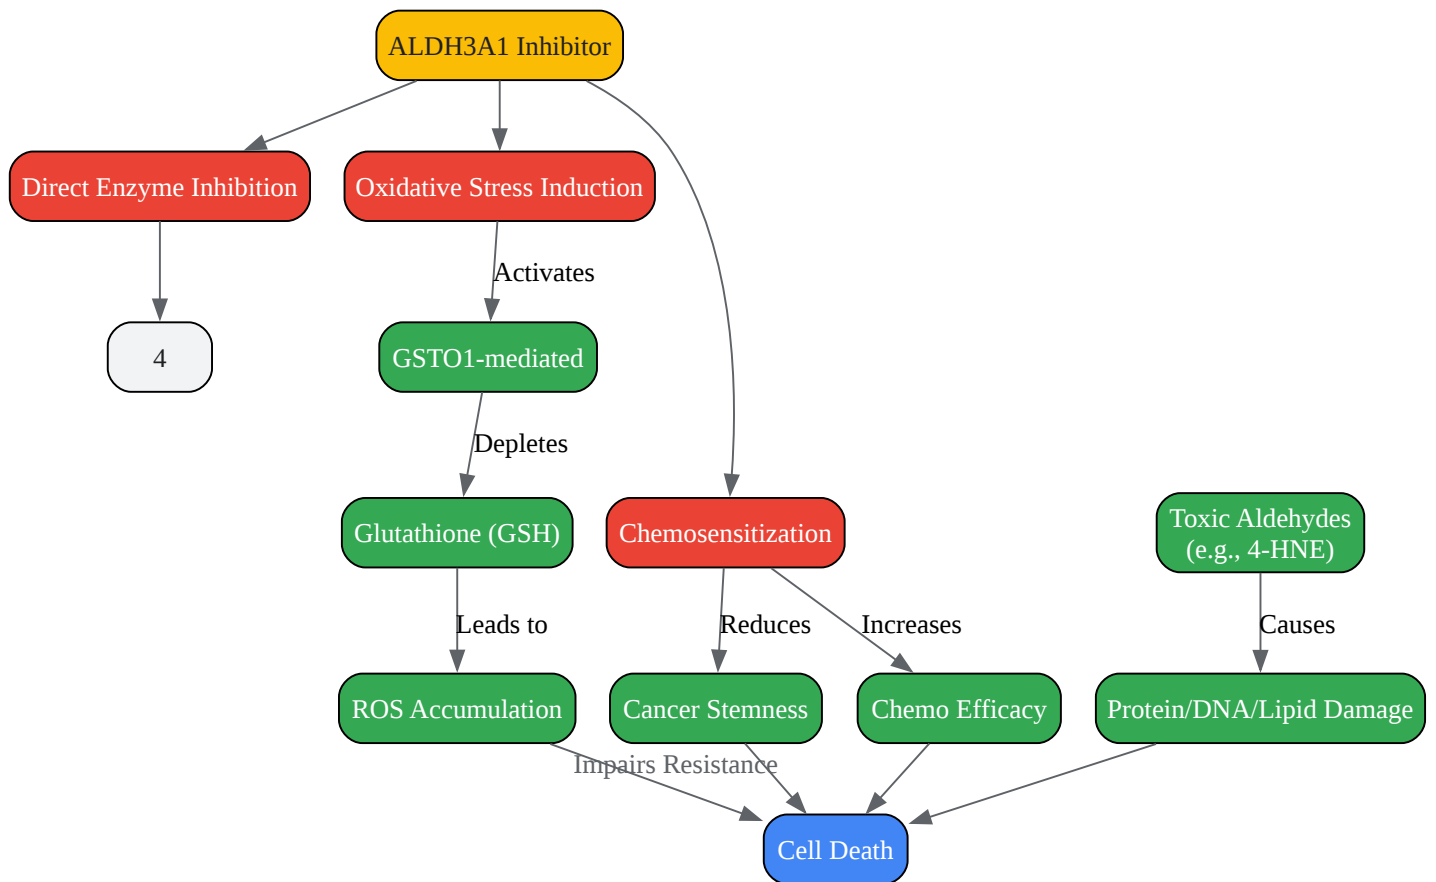 ALDH3A1 Inhibitor
Direct Enzyme Inhibition
Oxidative Stress Induction
Activates
4
GSTO1-mediated
Depletes
Glutathione (GSH)
Chemosensitization
Toxic Aldehydes
(e.g., 4-HNE)
Leads to
Reduces
Increases
Causes
ROS Accumulation
Cancer Stemness
Chemo Efficacy
Protein/DNA/Lipid Damage
Impairs Resistance
Cell Death